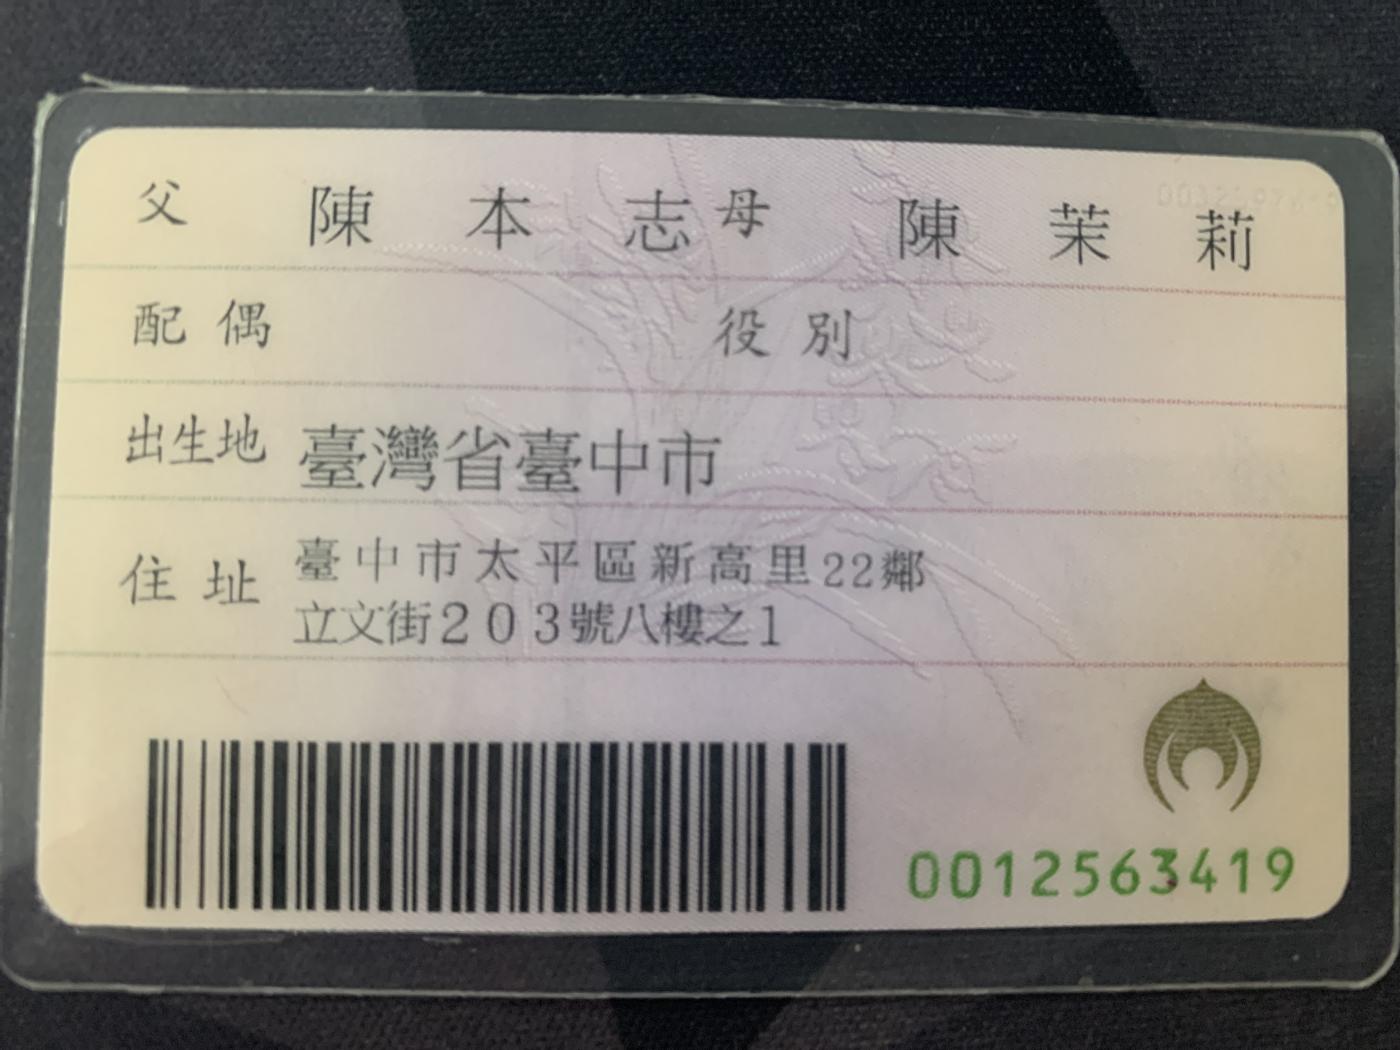 父 陳本志 母 陳茉莉
配偶 役別
出生地 臺灣省臺中市
住址 臺中市太平區新高里22鄰
立文街203號八樓之1
0012563419